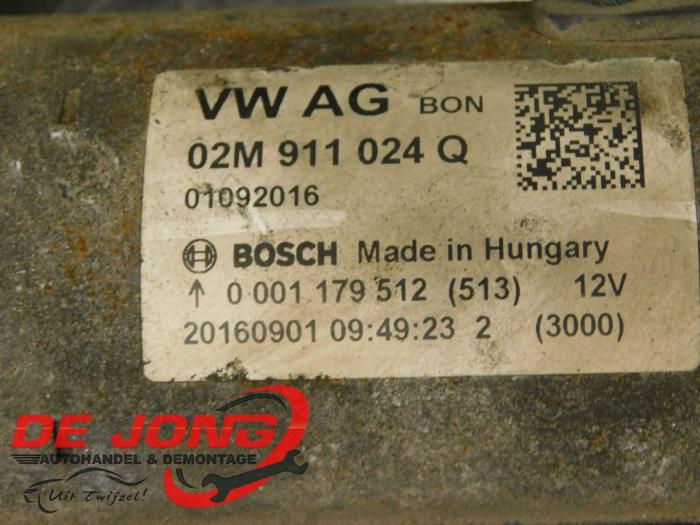 VW AG BON
02M 911 024 Q
01092016
BOSCH Made in Hungary
↑ 0 001 179 512 (513) 12V
20160901 09:49:23 2 (3000)
DE JONG
AUTOHANDEL & DEMONTAGE
Uit Twijzel!